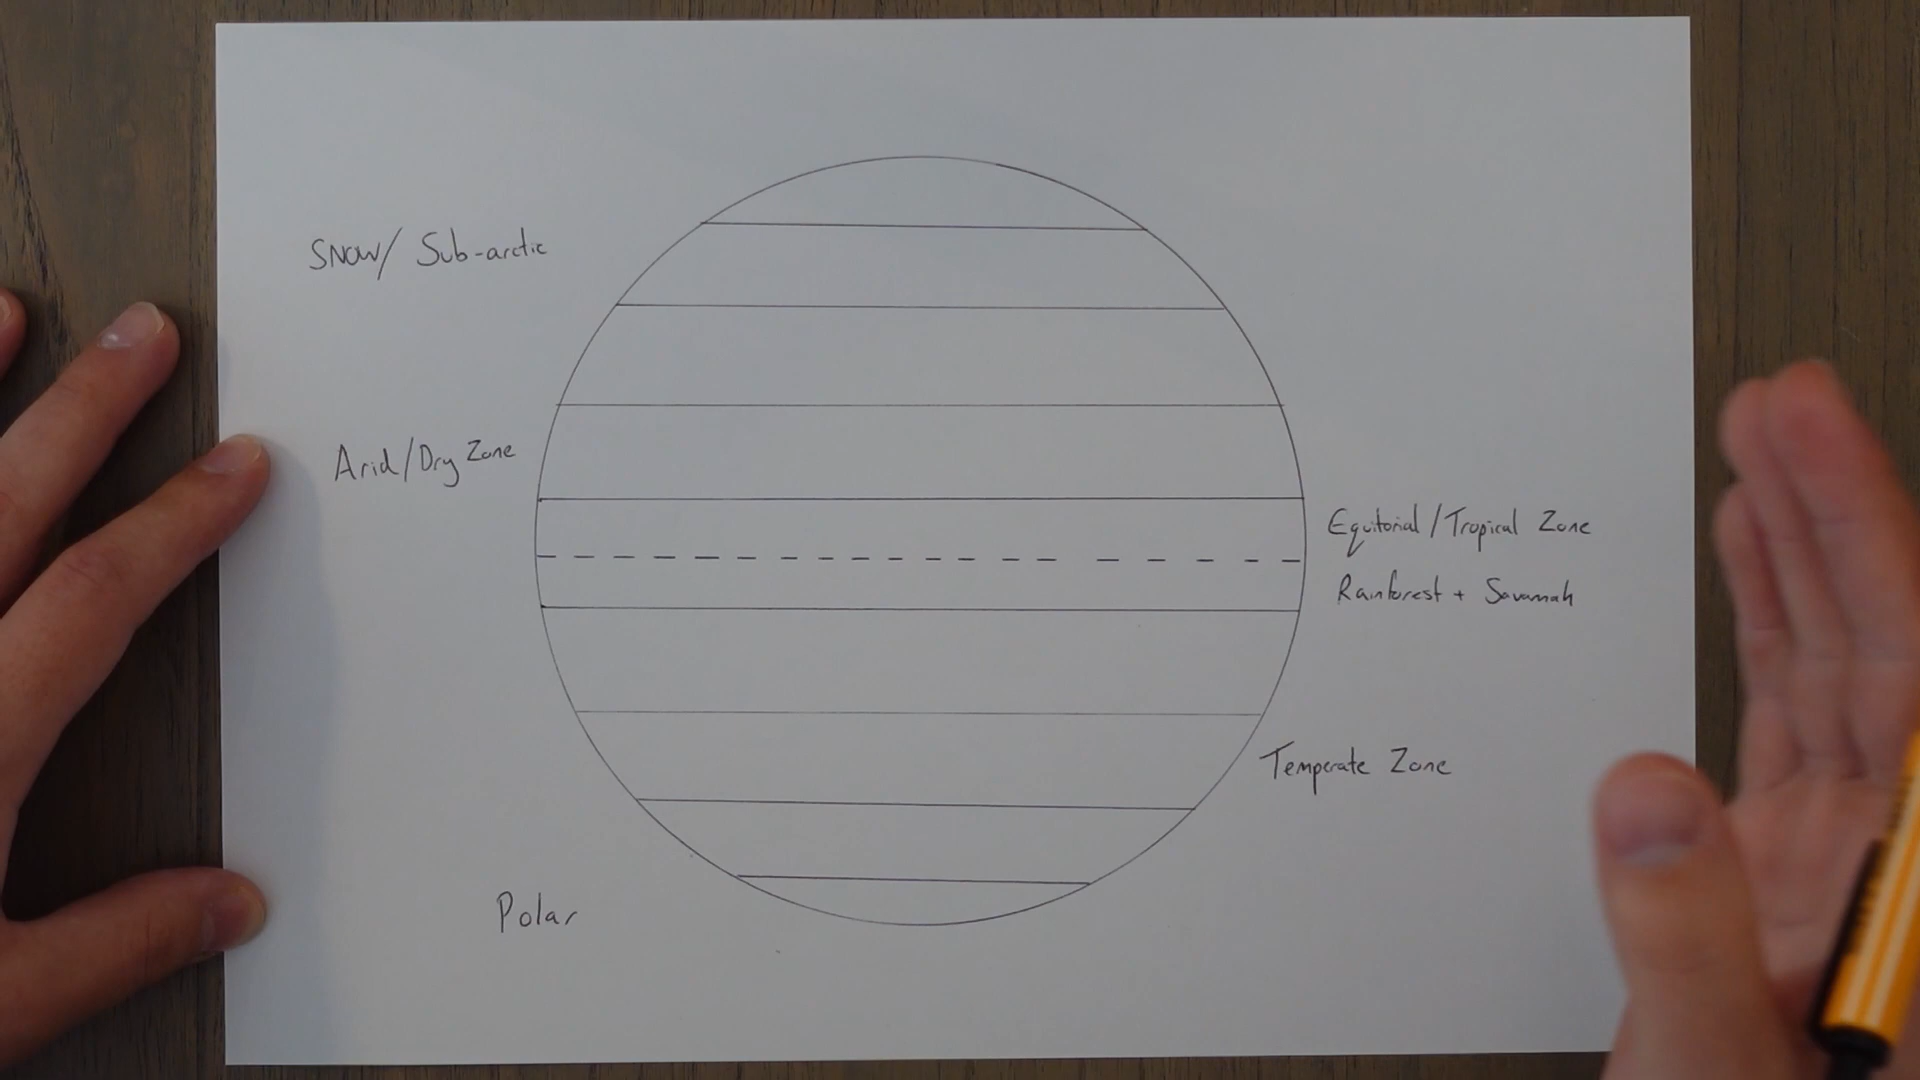 SNOW/ Sub-arctic
Arid/Dry Zone
Equitorial/Tropical Zone
Rainforest + Savannah
Temperate Zone
Polar